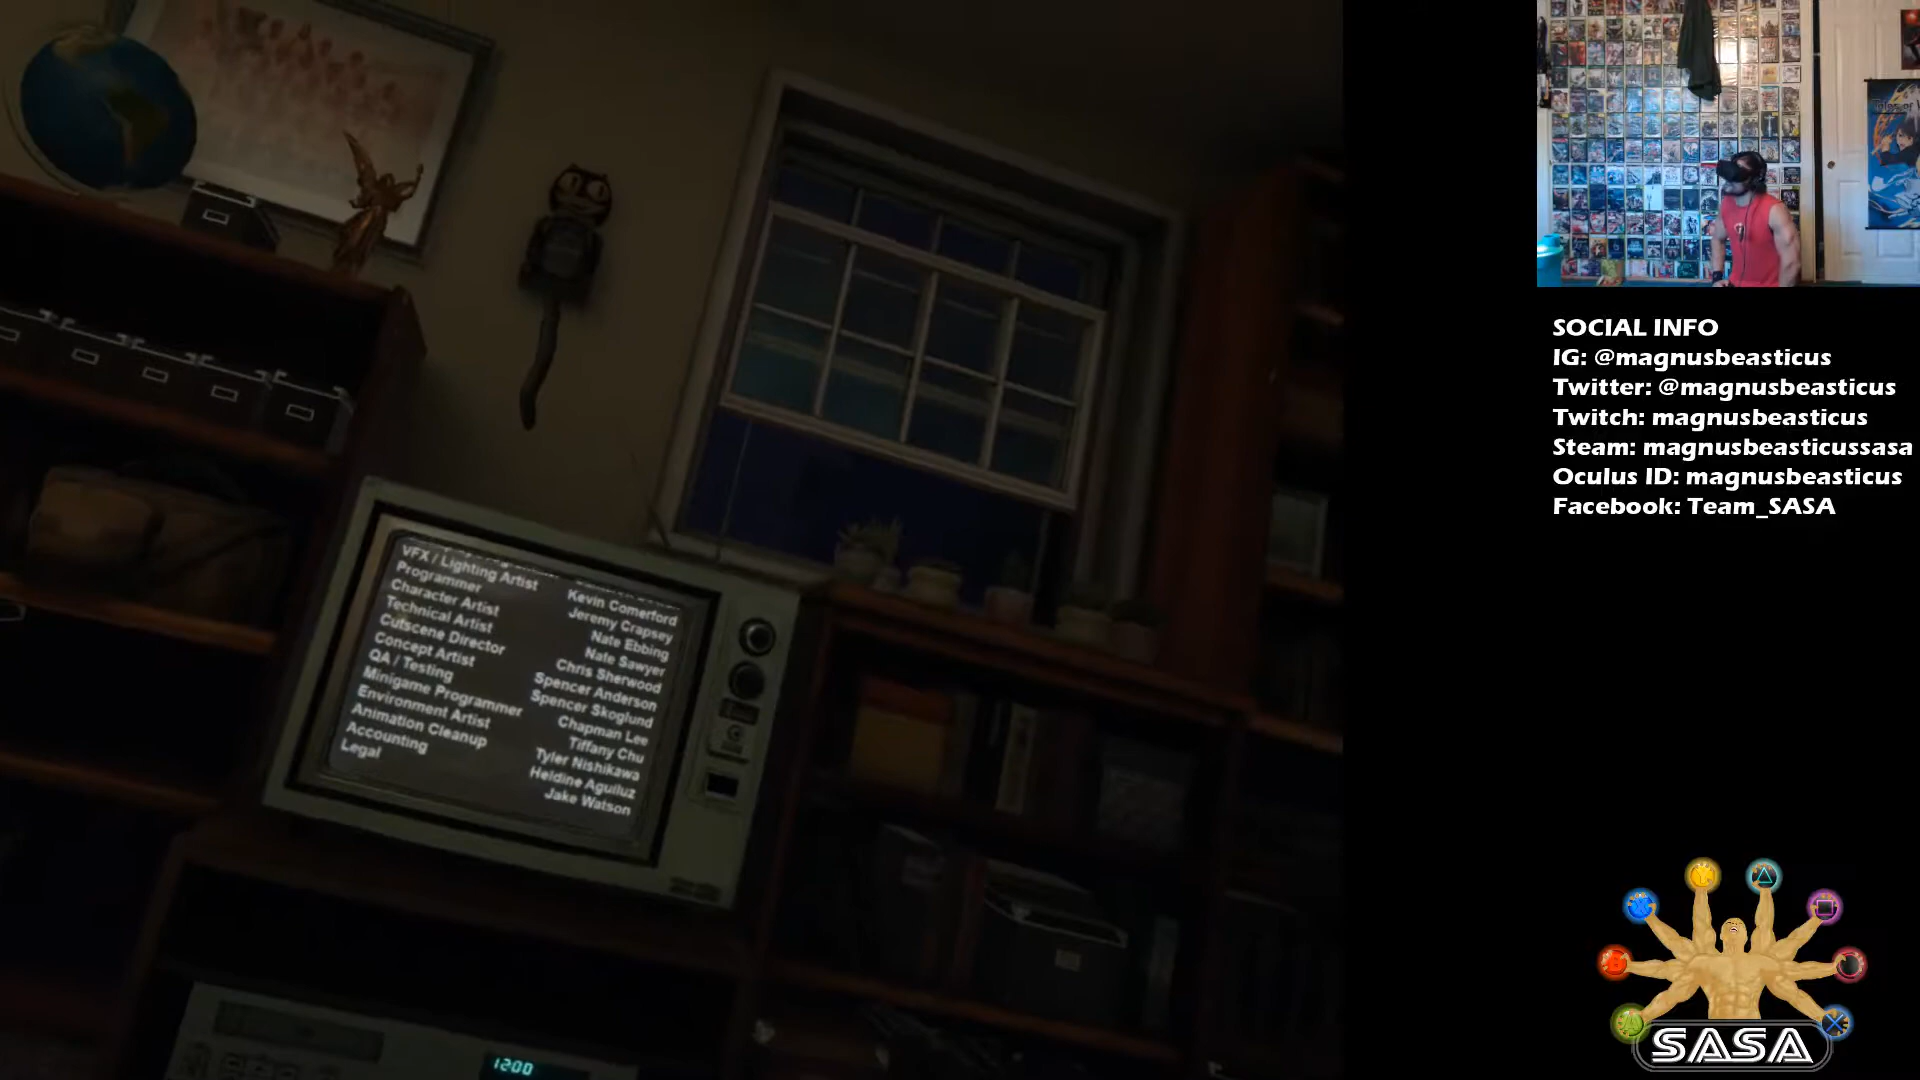 VFX / Lighting Artist
Programmer
Character Artist
Technical Artist
Cutscene Director
Concept Artist
QA / Testing
Minigame Programmer
Environment Artist
Animation Cleanup
Accounting
Legal
Kevin Comerford
Jeremy Crapsey
Nate Ebbing
Nate Sawyer
Chris Sherwood
Spencer Anderson
Spencer Skoglund
Chapman Lee
Tiffany Chu
Tyler Nishikawa
Heldine Aguiluz
Jake Watson
12:00
SOCIAL INFO
IG: @magnusbeasticus
Twitter: @magnusbeasticus
Twitch: magnusbeasticus
Steam: magnusbeasticussasa
Oculus ID: magnusbeasticus
Facebook: Team_SASA
Y
SASA